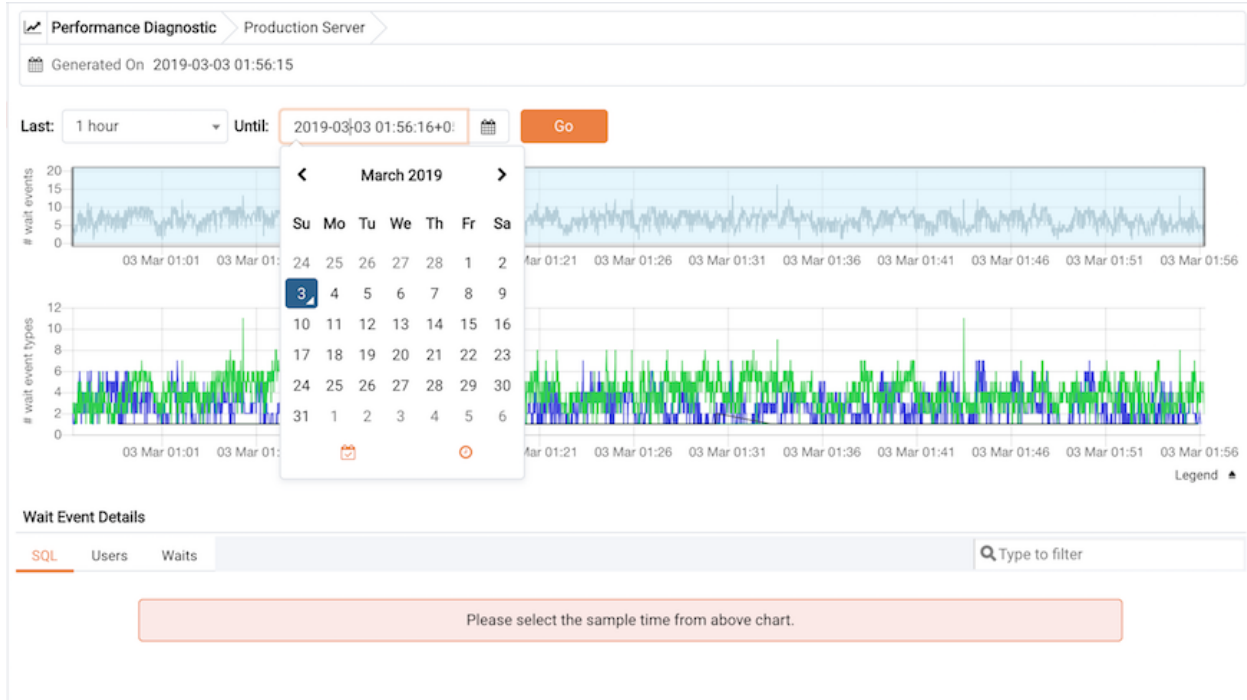 Performance Diagnostic Production Server
Generated On 2019-03-03 01:56:15
Last: 1 hour Until: 2019-03-03 01:56:16+0 Go
March 2019
Su Mo Tu We Th Fr Sa
24 25 26 27 28 1 2
3 4 5 6 7 8 9
10 11 12 13 14 15 16
17 18 19 20 21 22 23
24 25 26 27 28 29 30
31 1 2 3 4 5 6
# wait events
20
15
10
5
0
03 Mar 01:01 03 Mar 01: Mar 01:21 03 Mar 01:26 03 Mar 01:31 03 Mar 01:36 03 Mar 01:41 03 Mar 01:46 03 Mar 01:51 03 Mar 01:56
# wait event types
12
10
8
6
4
2
0
03 Mar 01:01 03 Mar 01: Mar 01:21 03 Mar 01:26 03 Mar 01:31 03 Mar 01:36 03 Mar 01:41 03 Mar 01:46 03 Mar 01:51 03 Mar 01:56
Legend
Wait Event Details
SQL Users Waits Type to filter
Please select the sample time from above chart.